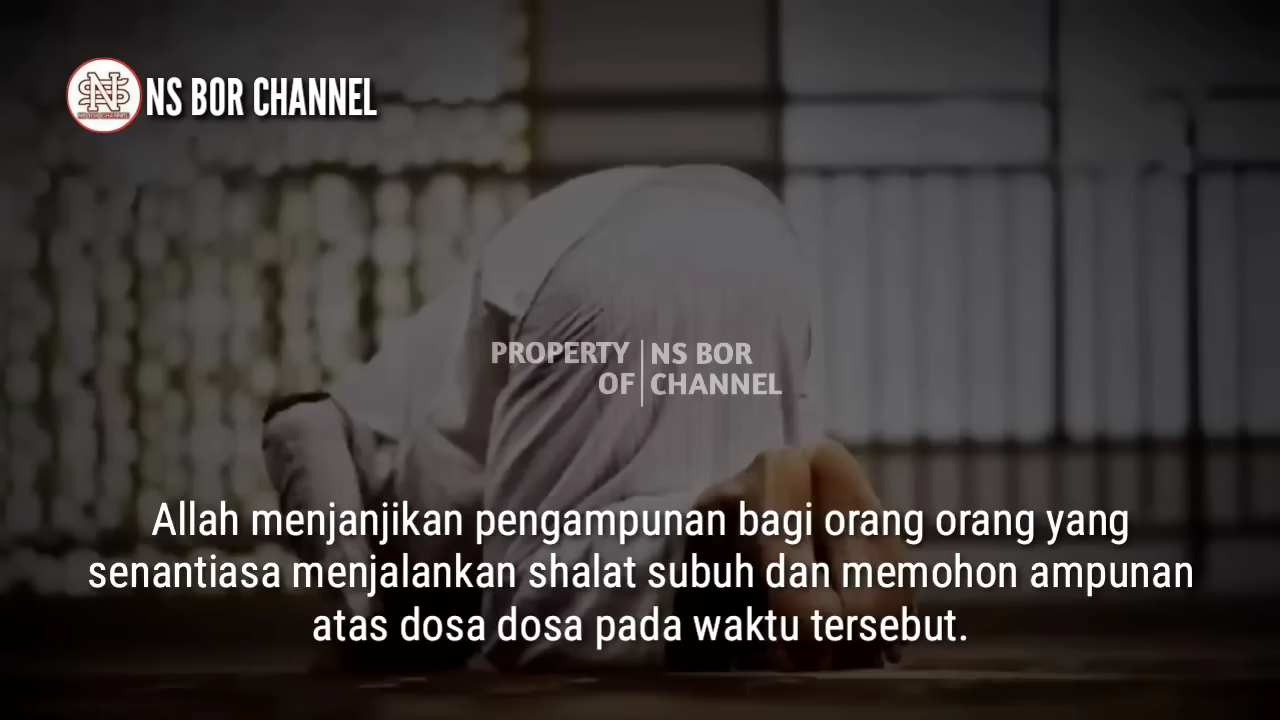 NS BOR CHANNEL
PROPERTY OF
NS BOR CHANNEL
Allah menjanjikan pengampunan bagi orang orang yang
senantiasa menjalankan shalat subuh dan memohon ampunan
atas dosa dosa pada waktu tersebut.